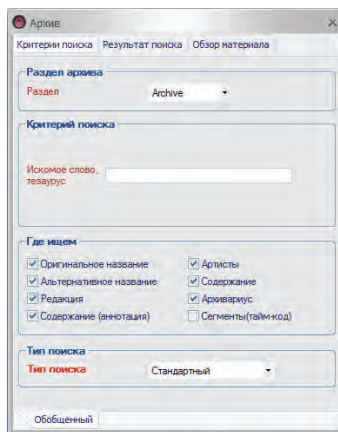 Архив
Критерии поиска Результат поиска Обзор материала
Раздел архива
Раздел Archive
Критерий поиска
Искомое слово,
тезаурус
Где ищем
Оригинальное название Артисты
Альтернативное название Содержание
Редакция Архивариус
Содержание (аннотация) Сегменты(тайм-код)
Тип поиска
Тип поиска Стандартный
Обобщенный